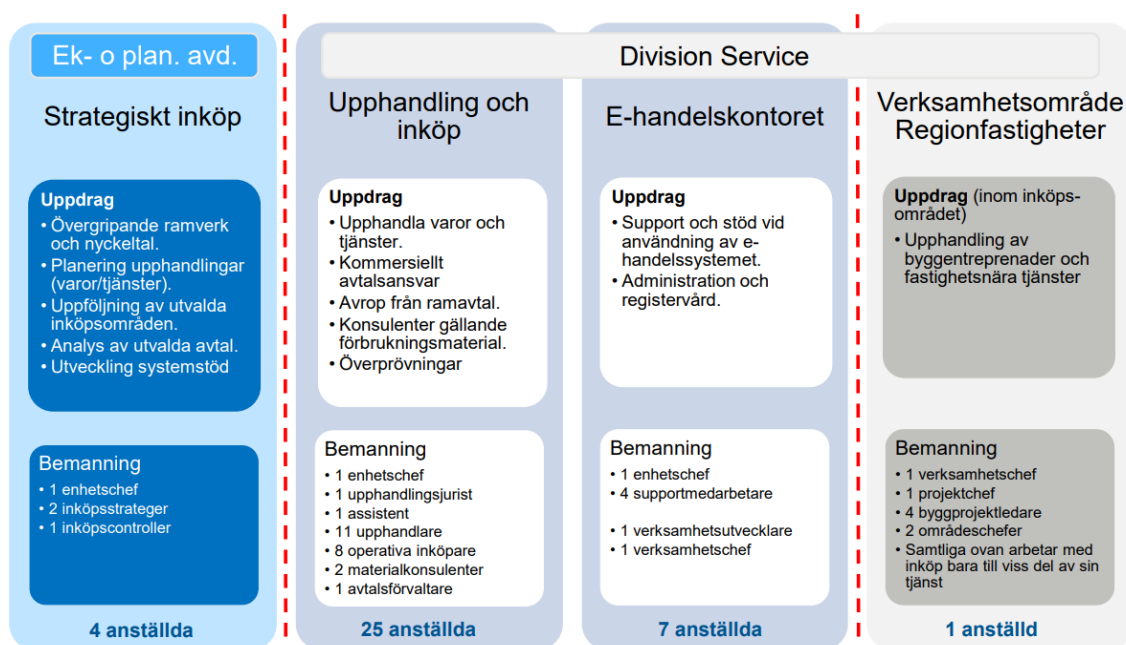 Ek- o plan. avd.
Division Service
Strategiskt inköp
Uppdrag
• Övergripande ramverk
och nyckeltal.
• Planering upphandlingar
(varor/tjänster).
• Uppföljning av utvalda
inköpsområden.
• Analys av utvalda avtal.
• Utveckling systemstöd
Bemanning
• 1 enhetschef
• 2 inköpsstrateger
• 1 inköpscontroller
4 anställda
Upphandling och
inköp
Uppdrag
• Upphandla varor och
tjänster.
• Kommersiellt
avtalsansvar
• Avrop från ramavtal.
• Konsulenter gällande
förbrukningsmaterial.
• Överprövningar
Bemanning
• 1 enhetschef
• 1 upphandlingsjurist
• 1 assistent
• 11 upphandlare
• 8 operativa inköpare
• 2 materialkonsulenter
• 1 avtalsförvaltare
25 anställda
E-handelskontoret
Uppdrag
• Support och stöd vid
användning av e-
handelssystemet.
• Administration och
registervård.
Bemanning
• 1 enhetschef
• 4 supportmedarbetare
• 1 verksamhetsutvecklare
• 1 verksamhetschef
7 anställda
Verksamhetsområde
Regionfastigheter
Uppdrag (inom inköps-
området)
• Upphandling av
byggentreprenader och
fastighetsnära tjänster
Bemanning
• 1 verksamhetschef
• 1 projektchef
• 4 byggprojektledare
• 2 områdeschefer
• Samtliga ovan arbetar med
inköp bara till viss del av sin
tjänst
1 anställd